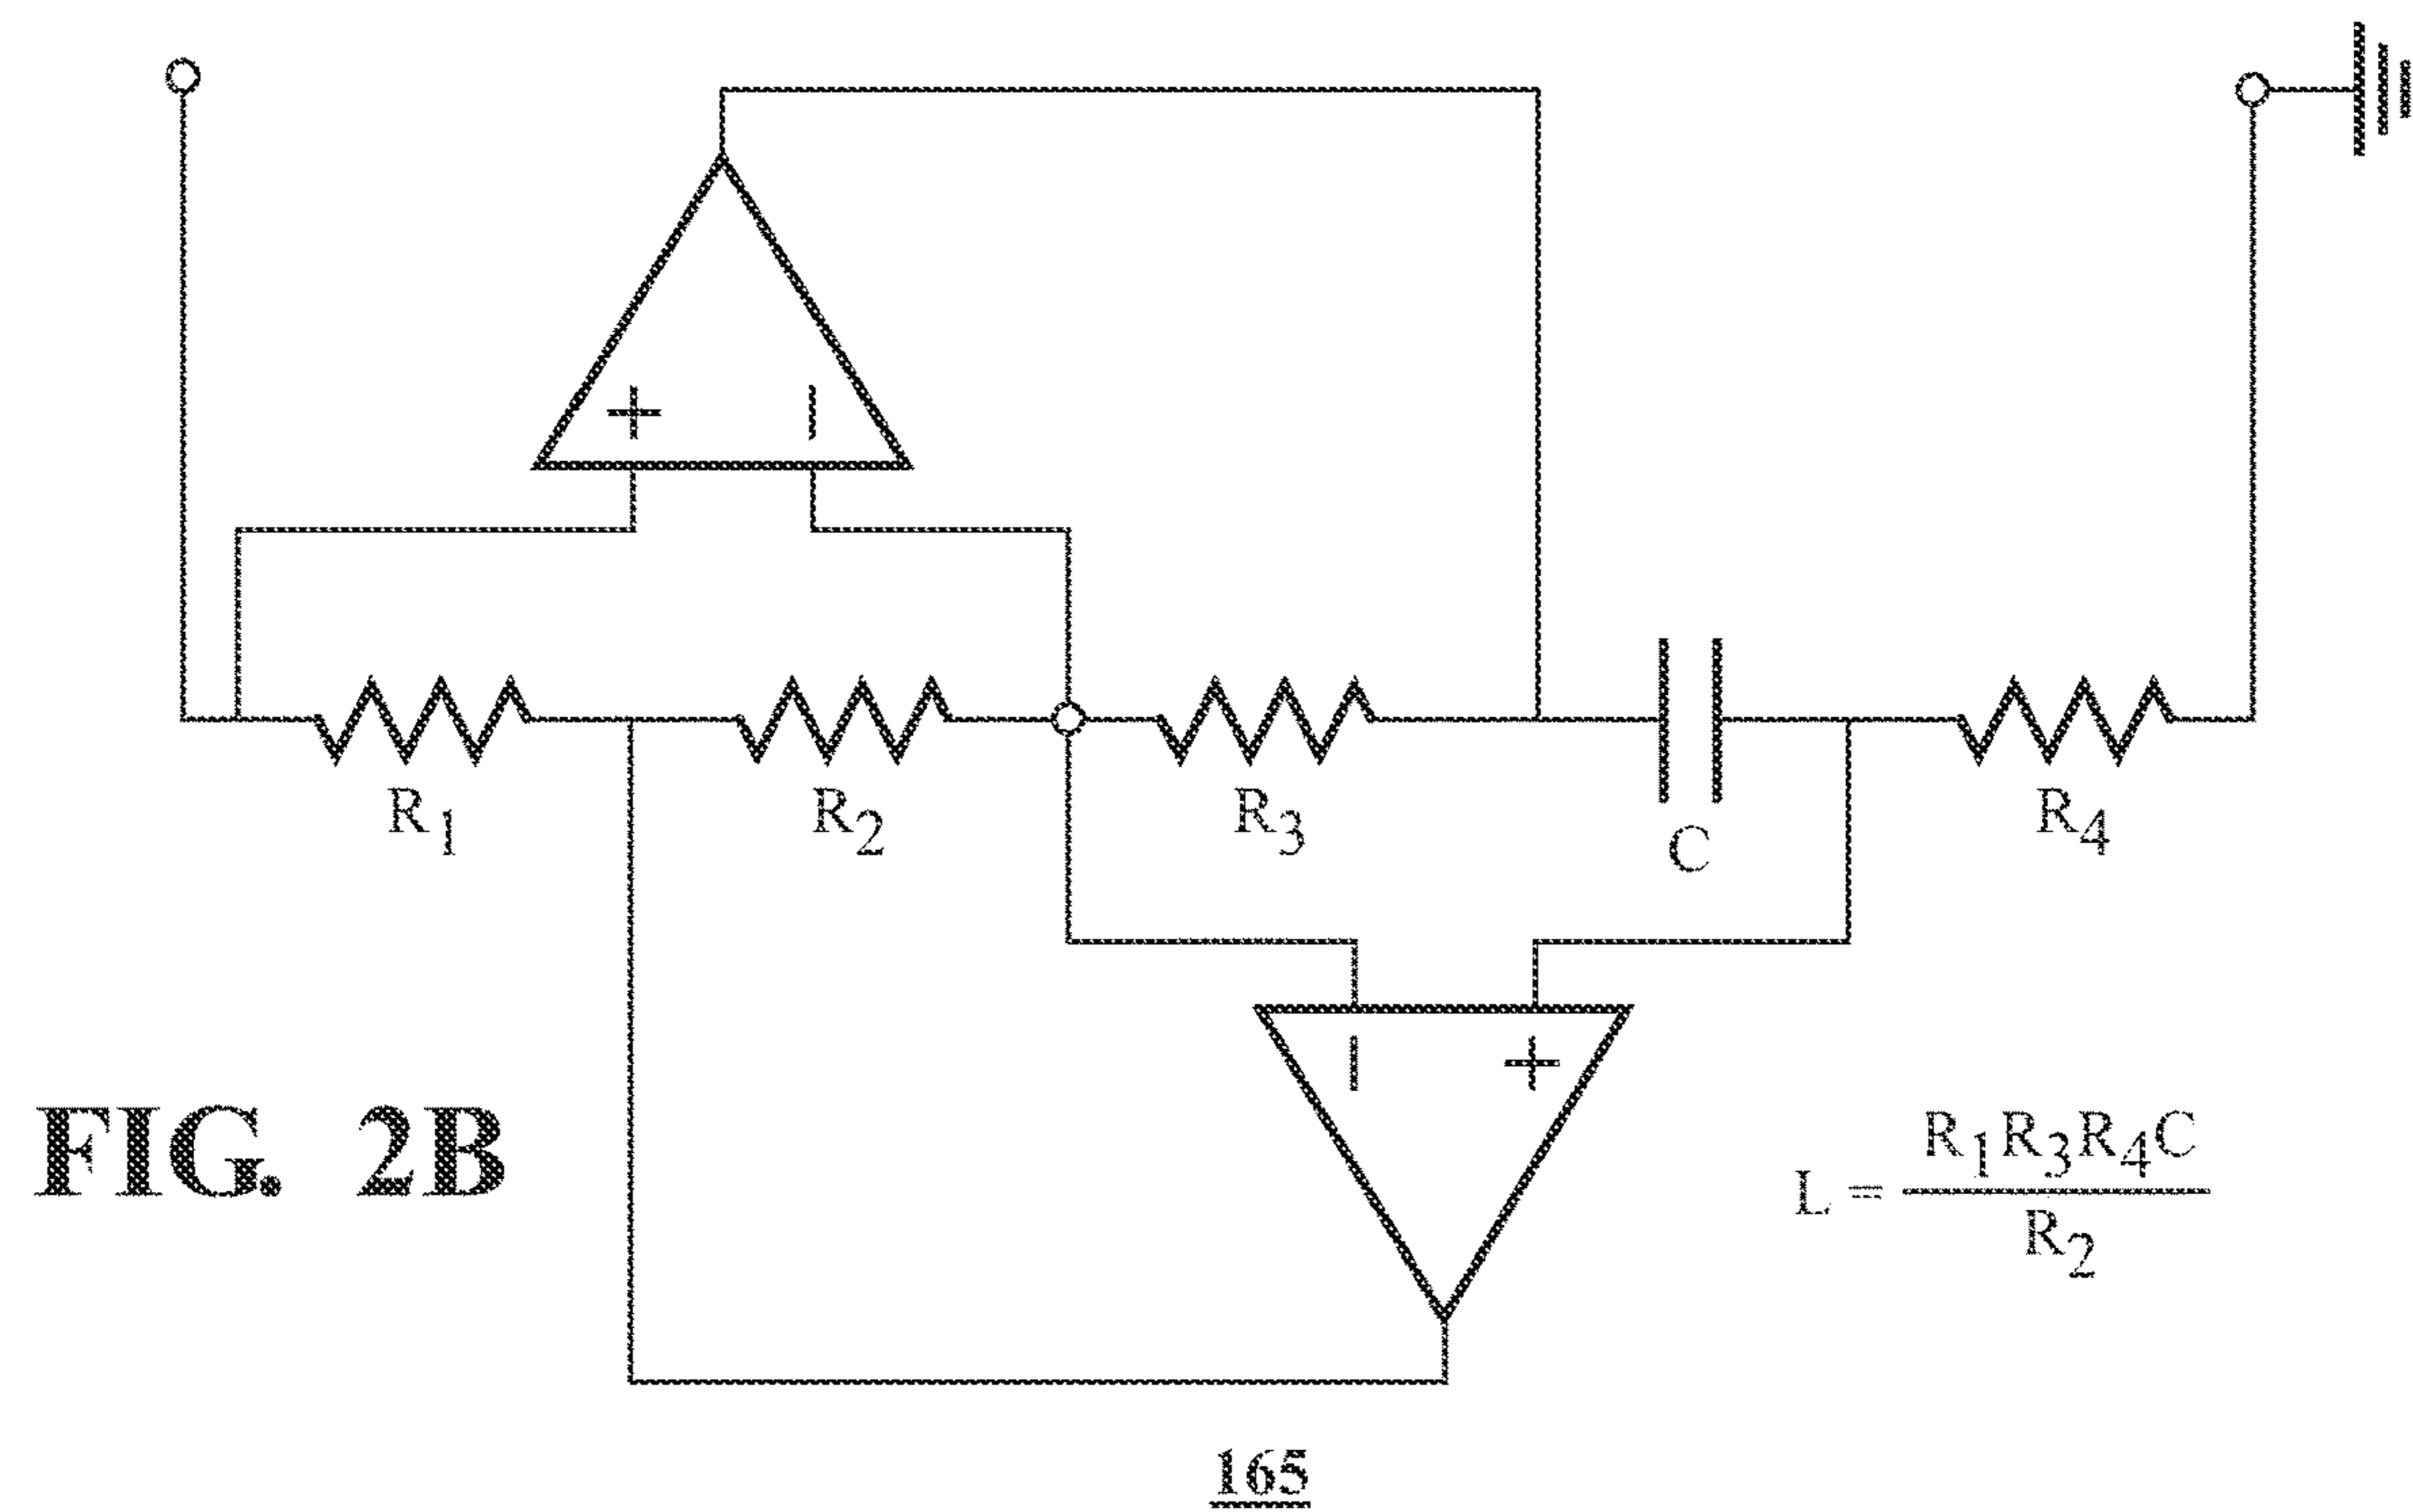 + −
R1 R2 R3 C R4
− +
FIG. 2B
L = R1R3R4C / R2
165